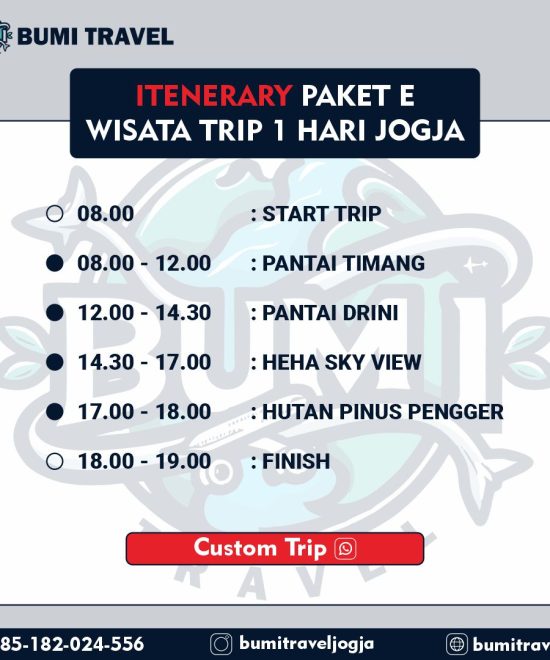 BUMI TRAVEL
ITENERARY PAKET E
WISATA TRIP 1 HARI JOGJA
08.00 : START TRIP
08.00 - 12.00 : PANTAI TIMANG
12.00 - 14.30 : PANTAI DRINI
14.30 - 17.00 : HEHA SKY VIEW
17.00 - 18.00 : HUTAN PINUS PENGGER
18.00 - 19.00 : FINISH
BUMI
TRAVEL
Custom Trip
85-182-024-556 bumitraveljogja bumitrav